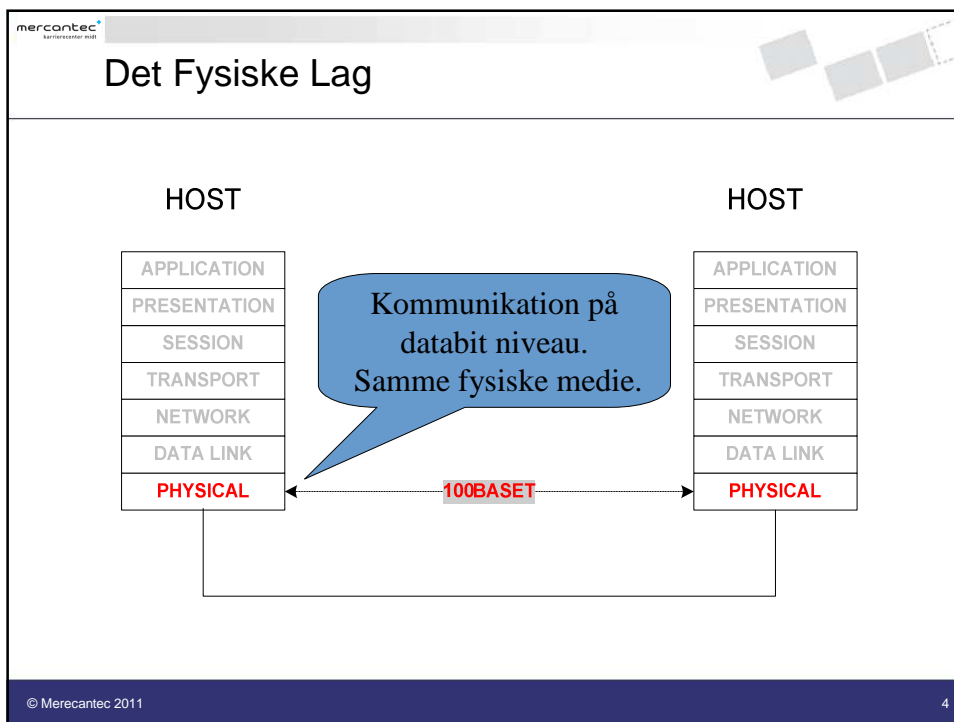 mercantec
karrierecenter midt
Det Fysiske Lag
HOST
HOST
APPLICATION
PRESENTATION
SESSION
TRANSPORT
NETWORK
DATA LINK
PHYSICAL
Kommunikation på
databit niveau.
Samme fysiske medie.
100BASET
APPLICATION
PRESENTATION
SESSION
TRANSPORT
NETWORK
DATA LINK
PHYSICAL
© Merecantec 2011
4